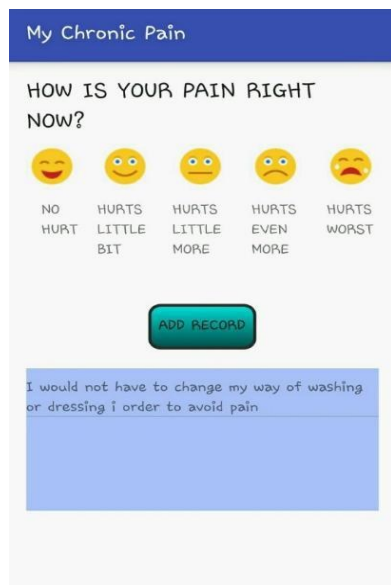 My Chronic Pain
HOW IS YOUR PAIN RIGHT
NOW?
NO
HURT
HURTS
LITTLE
BIT
HURTS
LITTLE
MORE
HURTS
EVEN
MORE
HURTS
WORST
ADD RECORD
I would not have to change my way of washing
or dressing i order to avoid pain